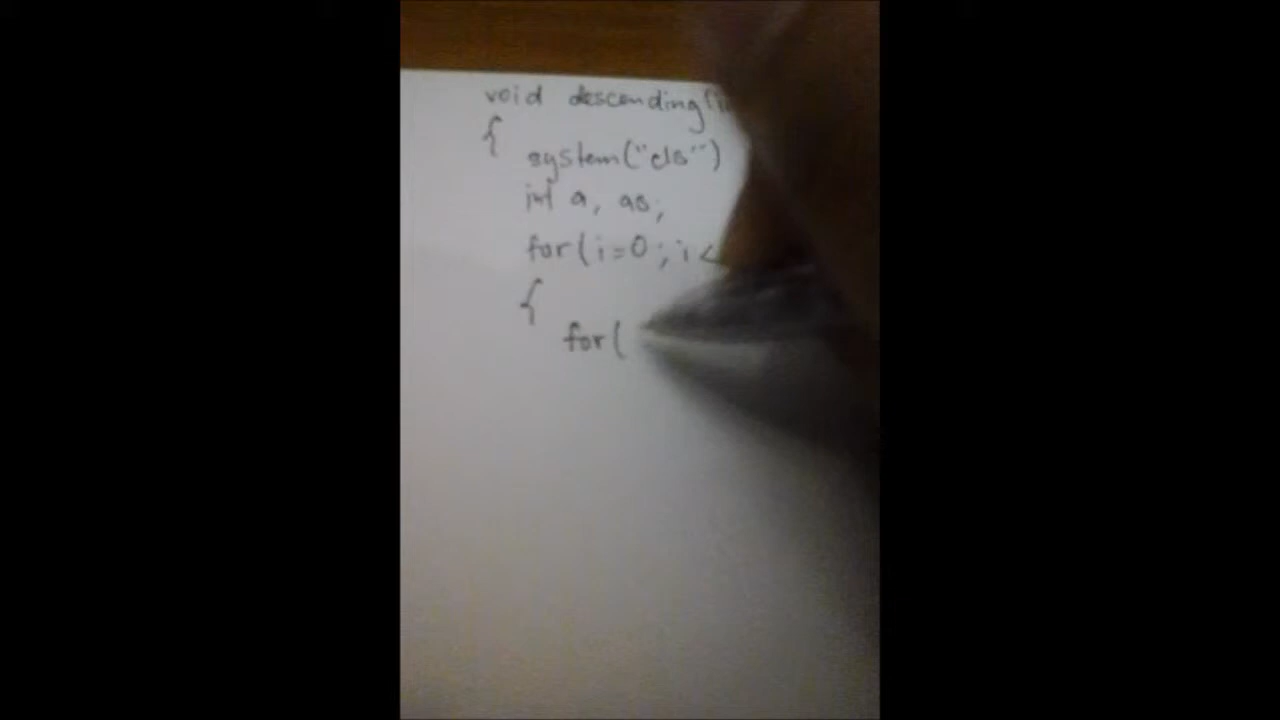 void descending(i
{
system("cls")
int a, as;
for(i=0; i<
{
for(